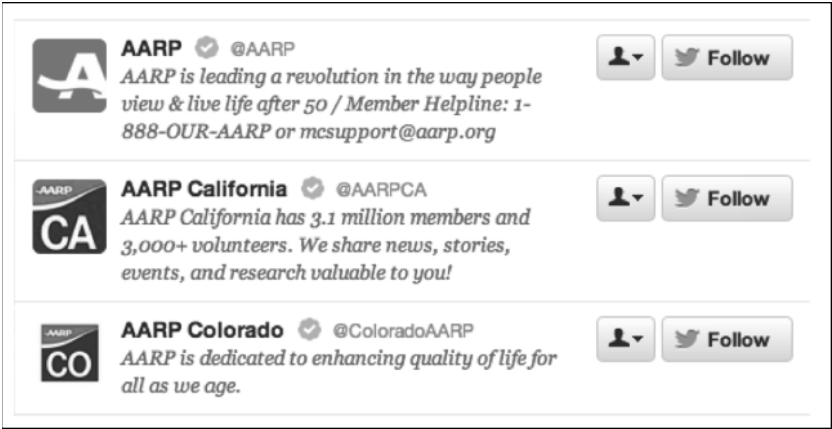 AARP @AARP
AARP is leading a revolution in the way people
view & live life after 50 / Member Helpline: 1-
888-OUR-AARP or mcsupport@aarp.org
Follow
AARP
CA
AARP California @AARPCA
AARP California has 3.1 million members and
3,000+ volunteers. We share news, stories,
events, and research valuable to you!
Follow
AARP
CO
AARP Colorado @ColoradoAARP
AARP is dedicated to enhancing quality of life for
all as we age.
Follow